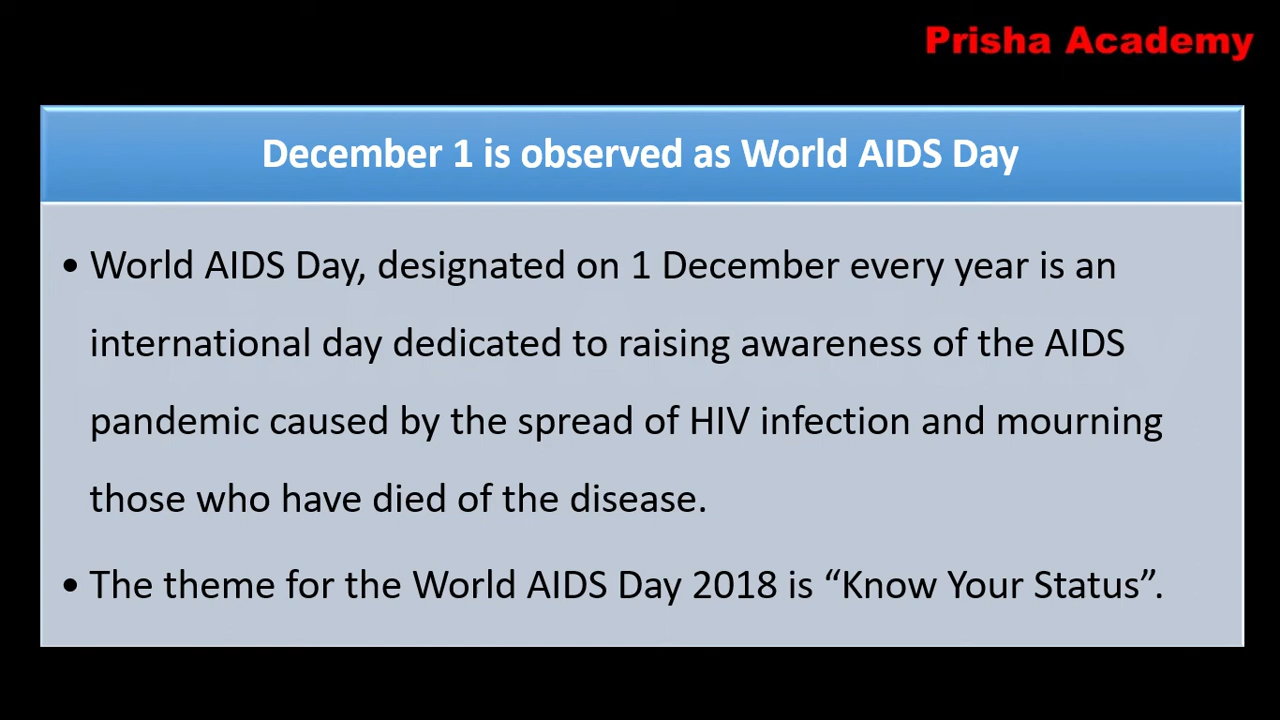 Prisha Academy
December 1 is observed as World AIDS Day
• World AIDS Day, designated on 1 December every year is an
international day dedicated to raising awareness of the AIDS
pandemic caused by the spread of HIV infection and mourning
those who have died of the disease.
• The theme for the World AIDS Day 2018 is “Know Your Status”.